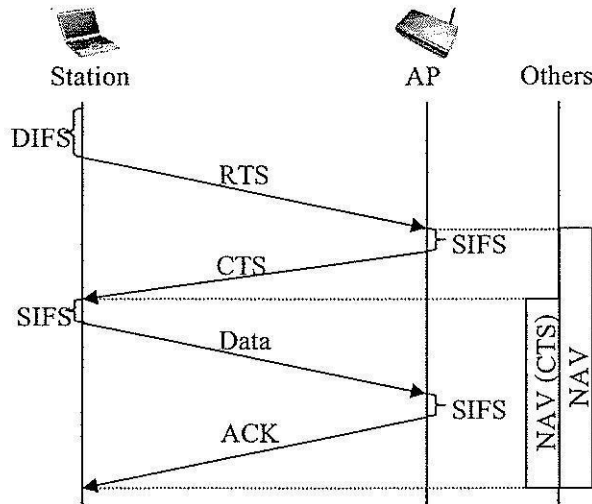 Station AP Others
DIFS
RTS
SIFS
CTS
SIFS
Data
SIFS
ACK
NAV (CTS)
NAV